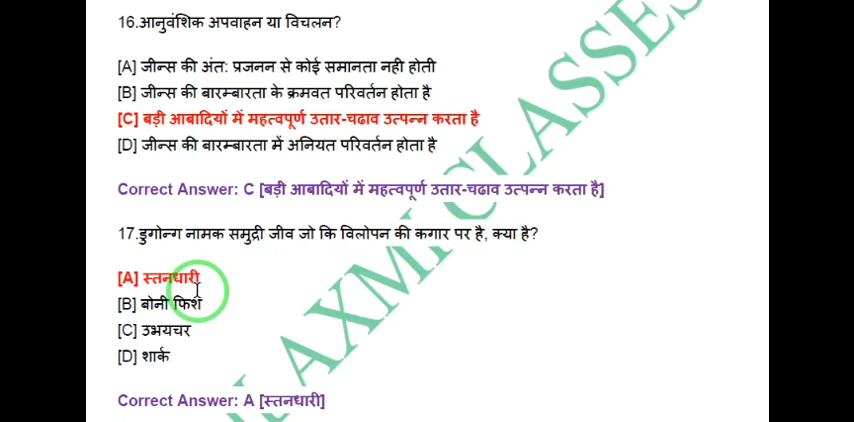 16.आनुवंशिक अपवाहन या विचलन?
[A] जीन्स की अंत: प्रजनन से कोई समानता नही होती
[B] जीन्स की बारम्बारता के क्रमवत परिवर्तन होता है
[C] बड़ी आबादियों में महत्वपूर्ण उतार-चढाव उत्पन्न करता है
[D] जीन्स की बारम्बारता में अनियत परिवर्तन होता है
Correct Answer: C [बड़ी आबादियों में महत्वपूर्ण उतार-चढाव उत्पन्न करता है]
17.डुगोन्ग नामक समुद्री जीव जो कि विलोपन की कगार पर है, क्या है?
[A] स्तनधारी
[B] बोनी फिश
[C] उभयचर
[D] शार्क
Correct Answer: A [स्तनधारी]
LAXMI CLASSES